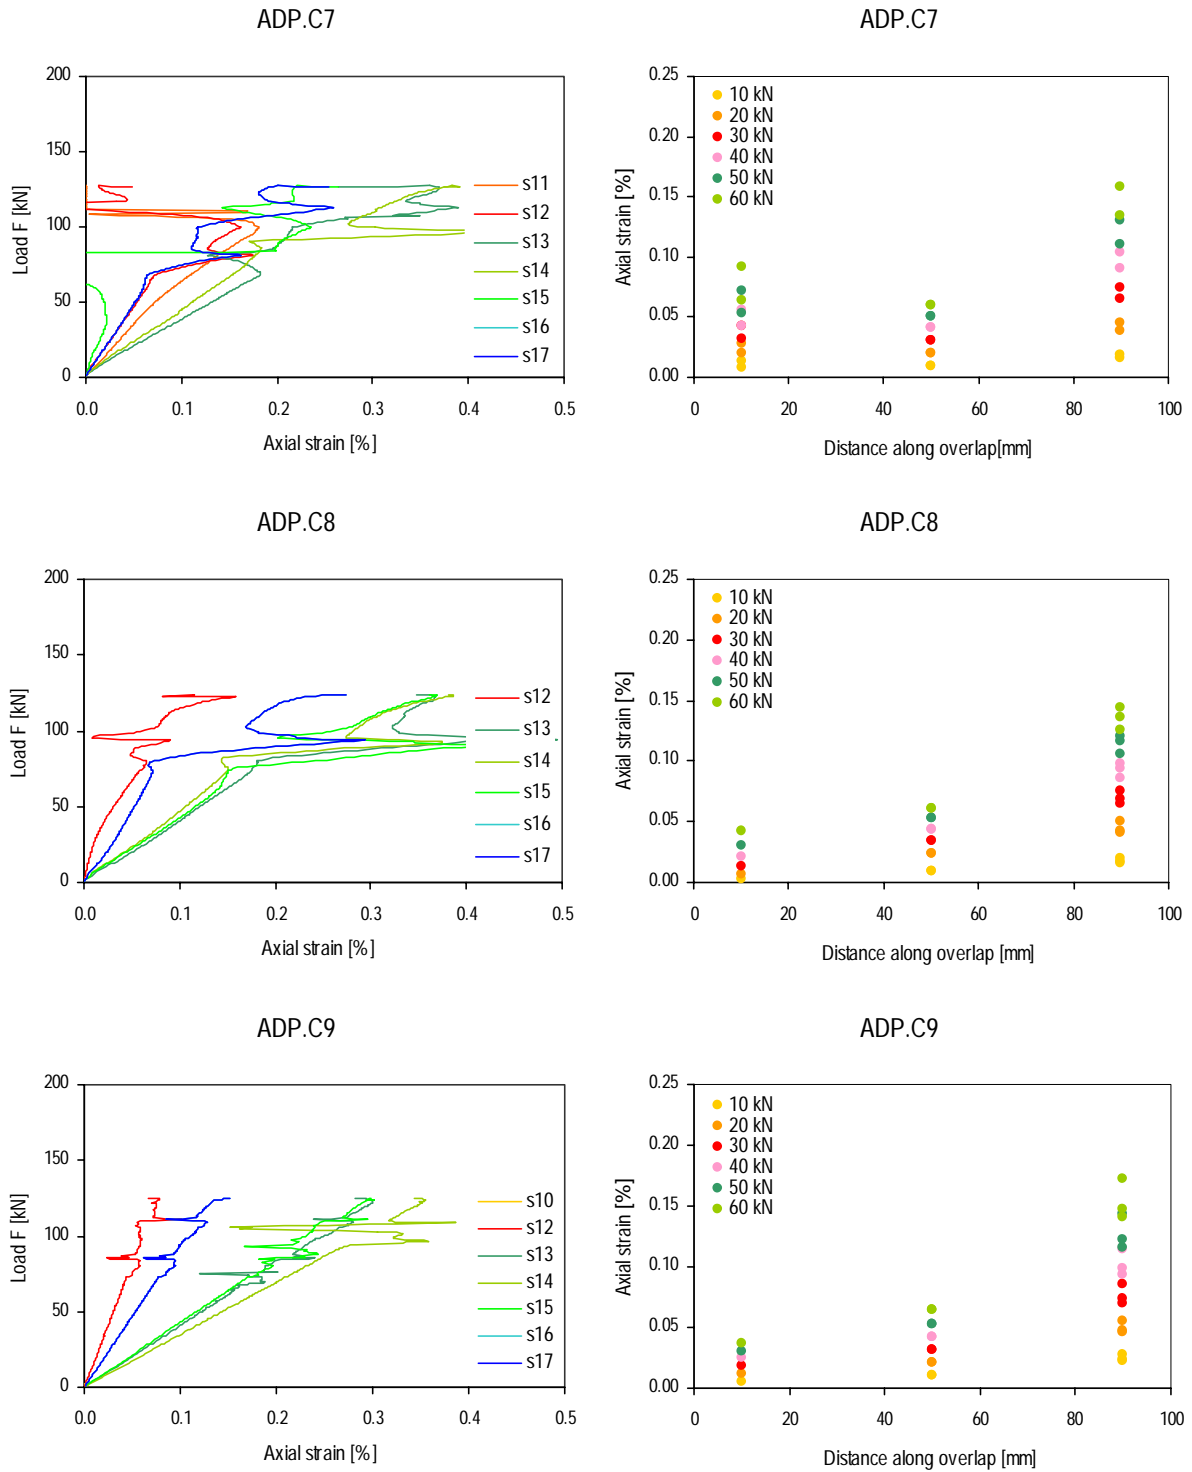 ADP.C7
200
150
100
50
0
0.0 0.1 0.2 0.3 0.4 0.5
Load F [kN]
Axial strain [%]
s11
s12
s13
s14
s15
s16
s17
ADP.C7
0.25
0.20
0.15
0.10
0.05
0.00
0 20 40 60 80 100
Axial strain [%]
Distance along overlap[mm]
10 kN
20 kN
30 kN
40 kN
50 kN
60 kN
ADP.C8
200
150
100
50
0
0.0 0.1 0.2 0.3 0.4 0.5
Load F [kN]
Axial strain [%]
s12
s13
s14
s15
s16
s17
ADP.C8
0.25
0.20
0.15
0.10
0.05
0.00
0 20 40 60 80 100
Axial strain [%]
Distance along overlap [mm]
10 kN
20 kN
30 kN
40 kN
50 kN
60 kN
ADP.C9
200
150
100
50
0
0.0 0.1 0.2 0.3 0.4 0.5
Load F [kN]
Axial strain [%]
s10
s12
s13
s14
s15
s16
s17
ADP.C9
0.25
0.20
0.15
0.10
0.05
0.00
0 20 40 60 80 100
Axial strain [%]
Distance along overlap [mm]
10 kN
20 kN
30 kN
40 kN
50 kN
60 kN